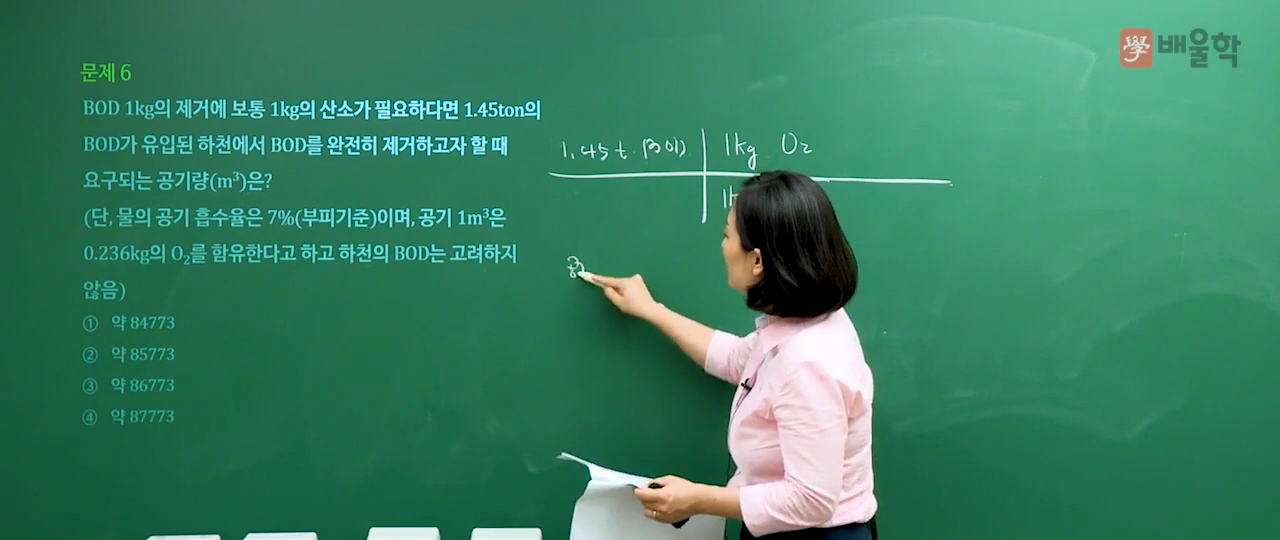 學 배울학
문제 6
BOD 1kg의 제거에 보통 1kg의 산소가 필요하다면 1.45ton의
BOD가 유입된 하천에서 BOD를 완전히 제거하고자 할 때
요구되는 공기량(m³)은?
(단, 물의 공기 흡수율은 7%(부피기준)이며, 공기 1m³은
0.236kg의 O₂를 함유한다고 하고 하천의 BOD는 고려하지
않음)
① 약 84773
② 약 85773
③ 약 86773
④ 약 87773
1.45t BOD 1kg O₂